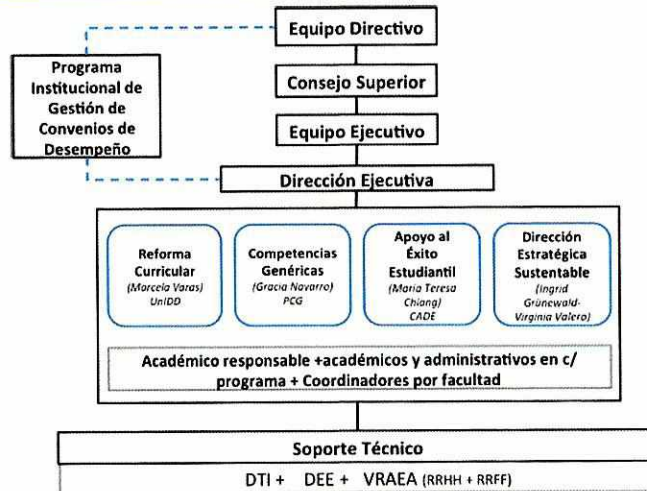 Equipo Directivo
Programa
Institucional de
Gestión de
Convenios de
Desempeño
Consejo Superior
Equipo Ejecutivo
Dirección Ejecutiva
Reforma
Curricular
(Marcela Varas)
UnIDD
Competencias
Genéricas
(Gracia Navarro)
PCG
Apoyo al
Éxito
Estudiantil
(Maria Teresa
Chiang)
CADE
Dirección
Estratégica
Sustentable
(Ingrid
Grünewald-
Virginia Valero)
Académico responsable +académicos y administrativos en c/
programa + Coordinadores por facultad
Soporte Técnico
DTI + DEE + VRAEA (RRHH + RRFF)